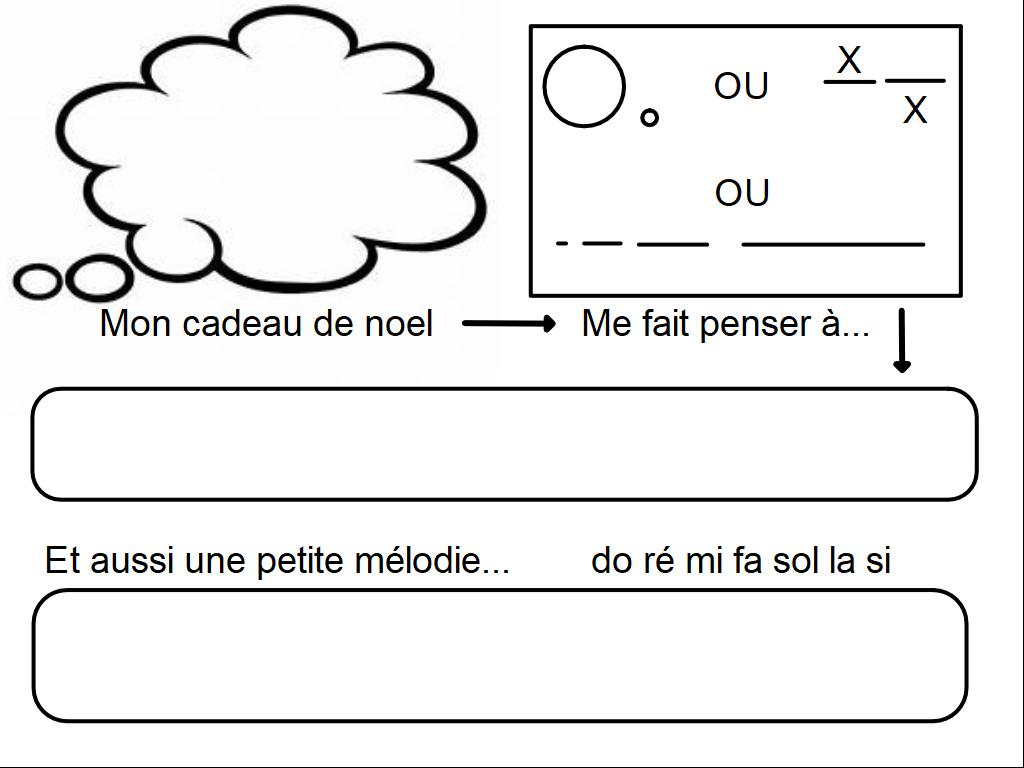 OU
X
X
OU
Mon cadeau de noel
Me fait penser à...
Et aussi une petite mélodie...
do ré mi fa sol la si